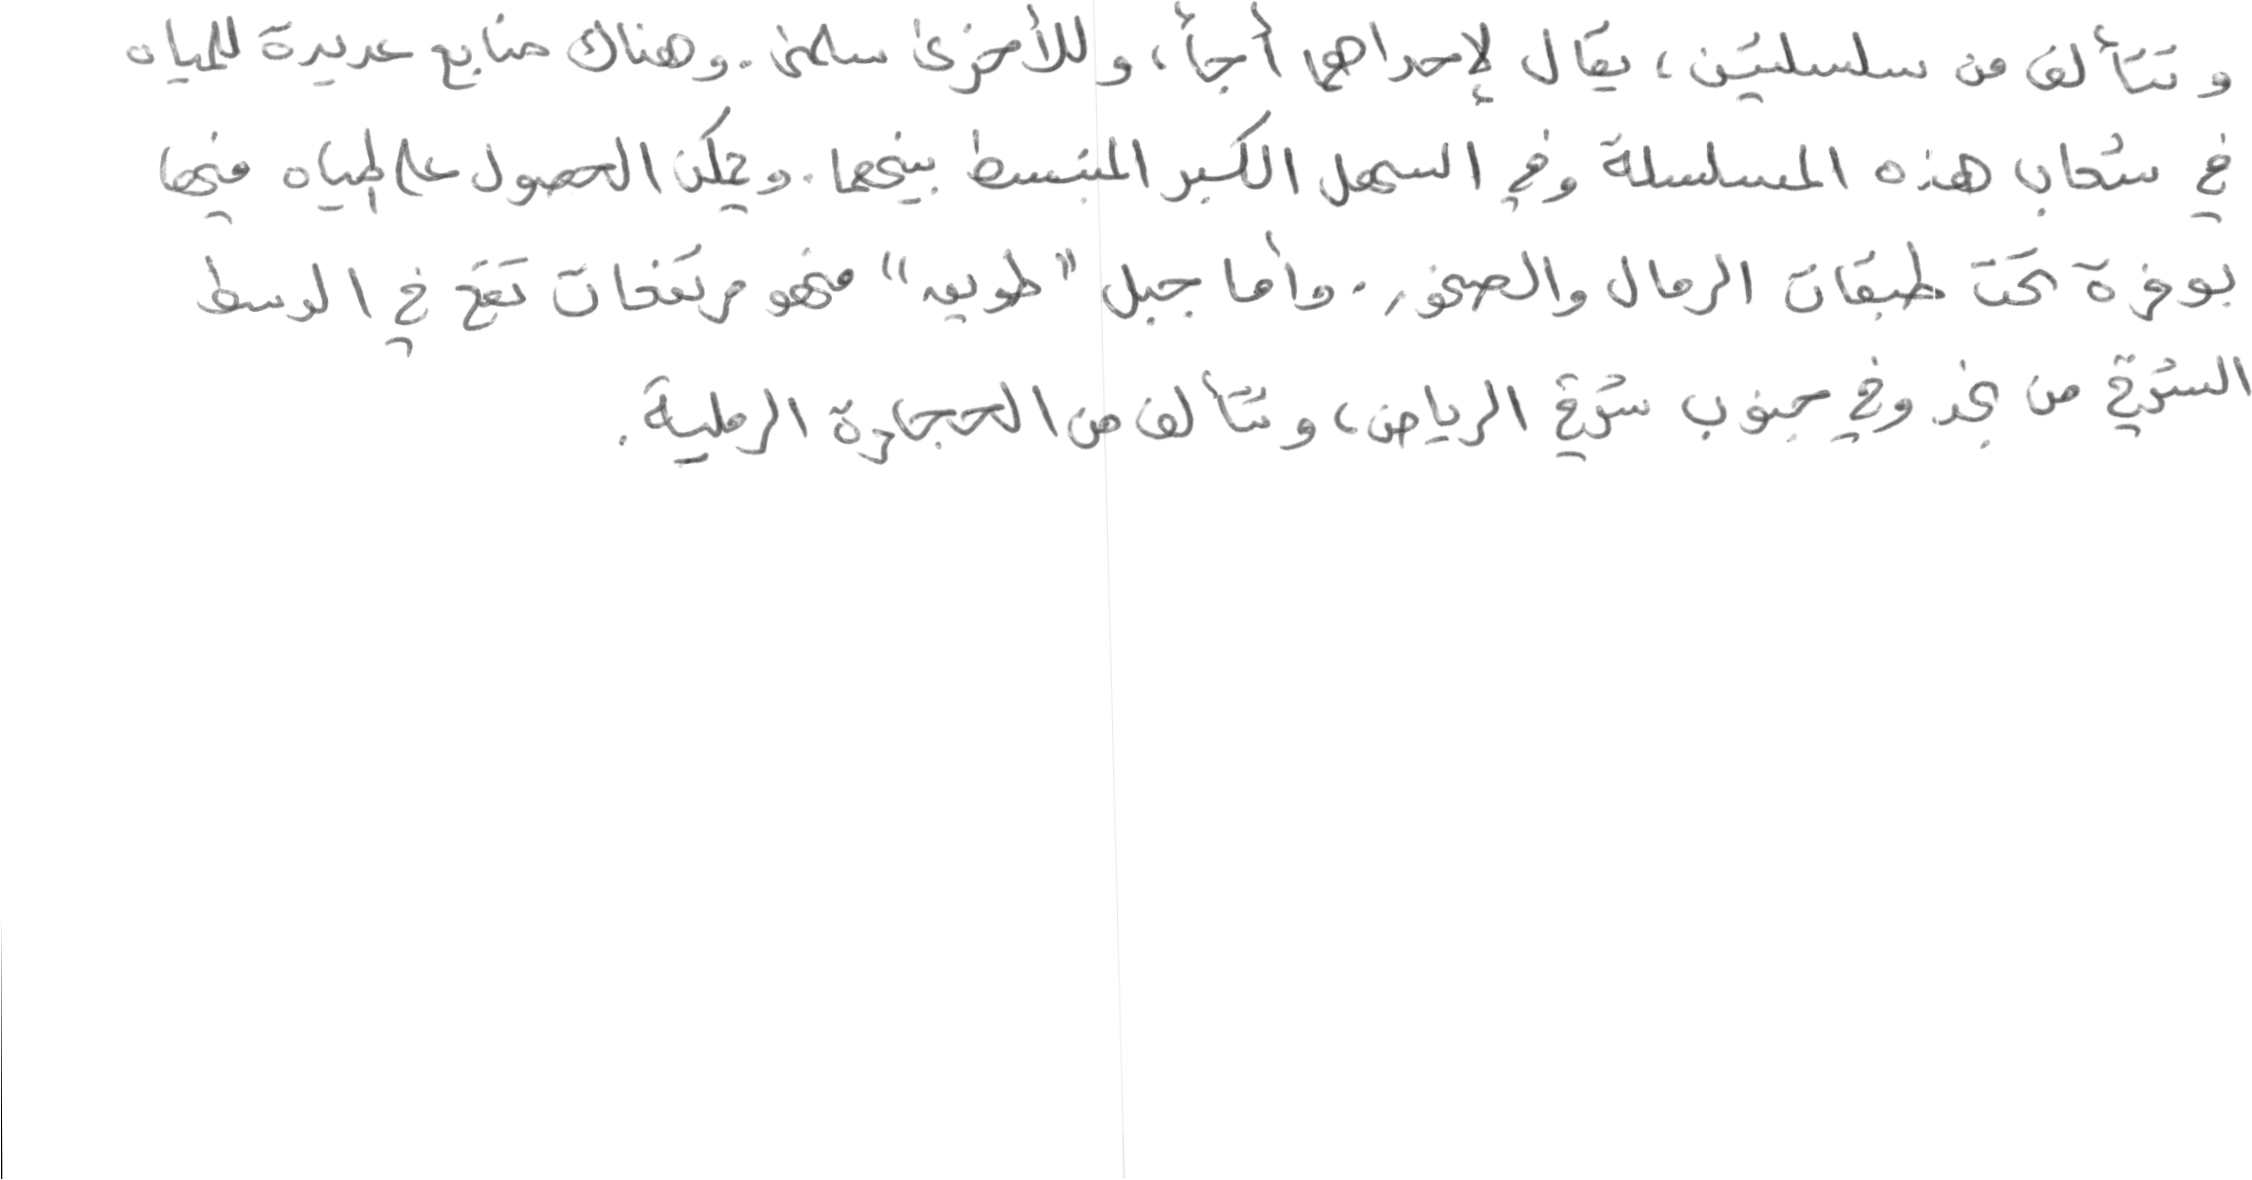 وتتألف من سلسلتين، يقال لإحداهما أجأ، وللأخرى سلمى. وهناك منابع عديدة للمياه
في شعاب هذه السلسلة وفي السهل الكبير المنبسط بينهما. ويمكن الحصول على المياه فيها
بوفرة تحت طبقات الرمال والصخور. وأما جبل "طويق" فهو مرتفعات تقع في الوسط
الشرقي من نجد وفي جنوب شرقي الرياض، وتتألف من الحجارة الرملية.